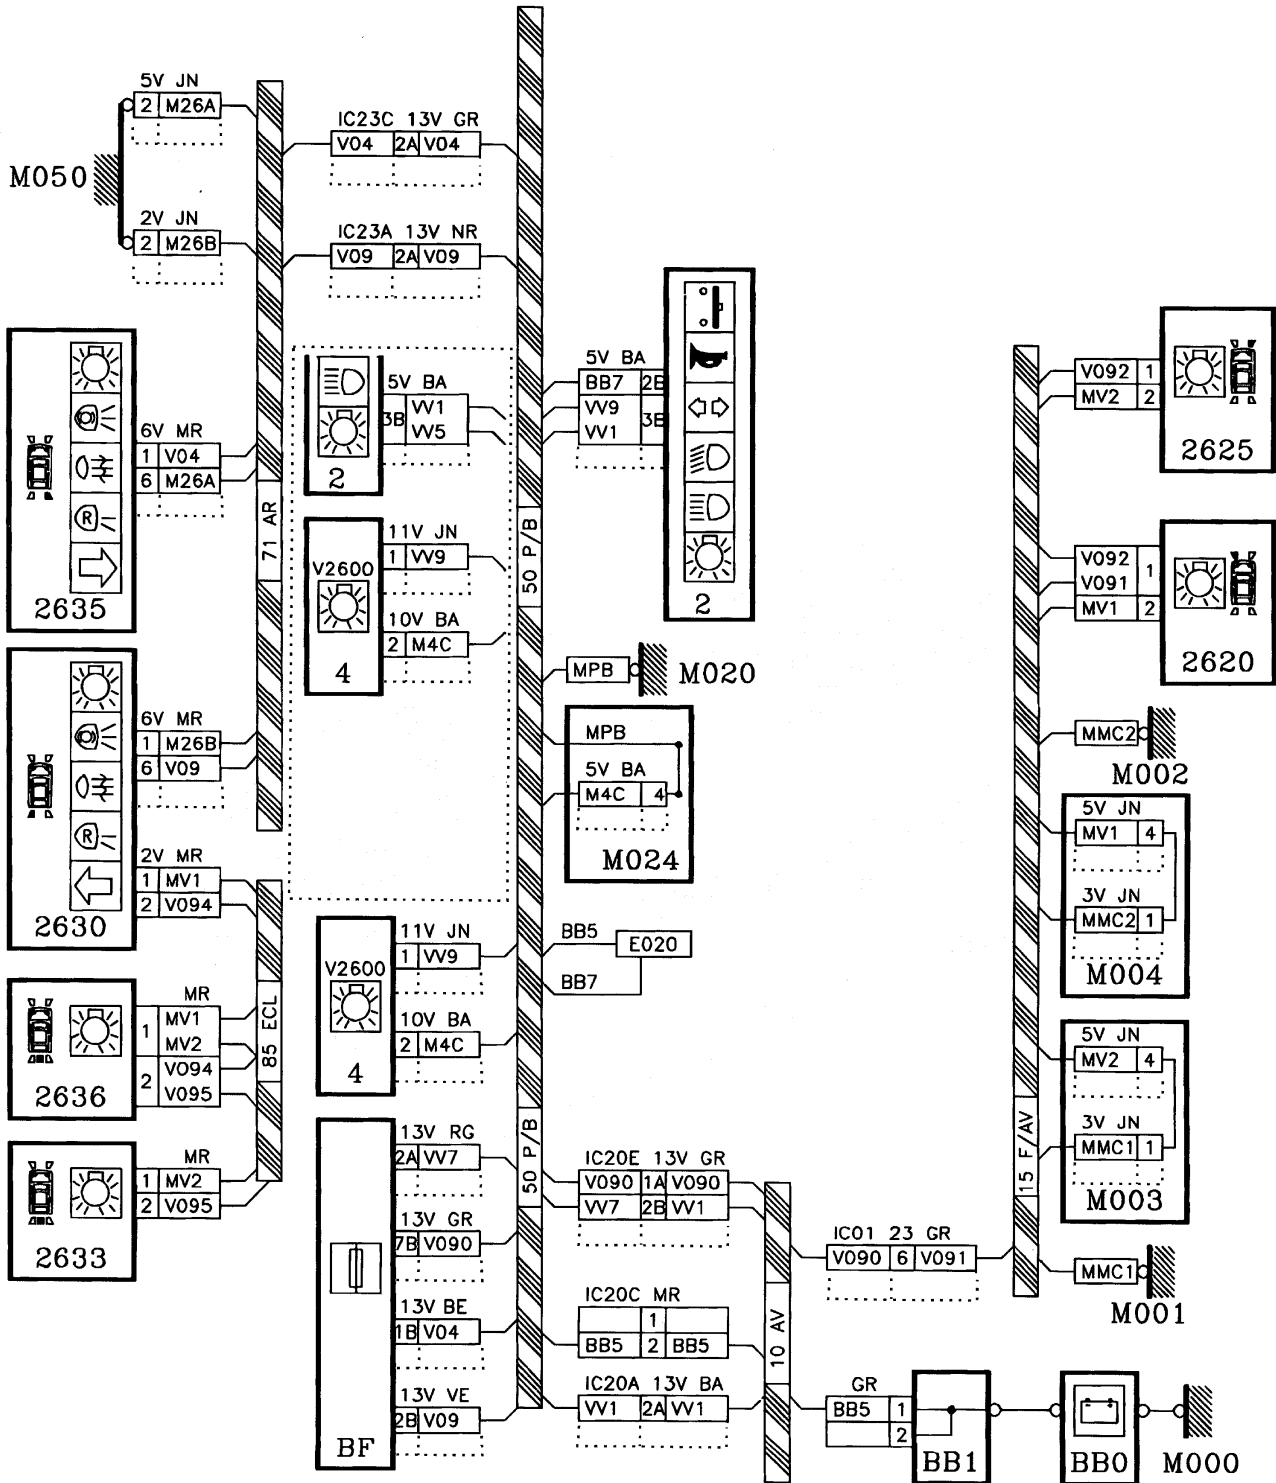 5V JN
2 M26A
M050
2V JN
2 M26B
IC23C 13V GR
V04 2A V04
IC23A 13V NR
V09 2A V09
71 AR
50 P/B
6V MR
1 V04
6 M26A
R
2635
6V MR
1 M26B
6 V09
R
2V MR
1 MV1
2 V094
2630
85 ECL
MR
1 MV1
MV2
2 V094
V095
2636
MR
1 MV2
2 V095
2633
5V BA
3B VV1
VV5
2
11V JN
1 VV9
V2600
10V BA
2 M4C
4
5V BA
BB7 2B
VV9 3B
VV1
2
MPB
M020
MPB
5V BA
M4C 4
M024
11V JN
1 VV9
V2600
10V BA
2 M4C
4
BB5
E020
BB7
50 P/B
13V RG
2A VV7
13V GR
7B V090
13V BE
1B V04
13V VE
2B V09
BF
IC20E 13V GR
V090 1A V090
VV7 2B VV1
IC20C MR
1
BB5 2 BB5
IC20A 13V BA
VV1 2A VV1
10 AV
IC01 23 GR
V090 6 V091
15 F/AV
V092 1
MV2 2
2625
V092 1
V091
MV1 2
2620
MMC2
M002
5V JN
MV1 4
3V JN
MMC2 1
M004
5V JN
MV2 4
3V JN
MMC1 1
M003
MMC1
M001
GR
BB5 1
2
BB1
BB0
M000